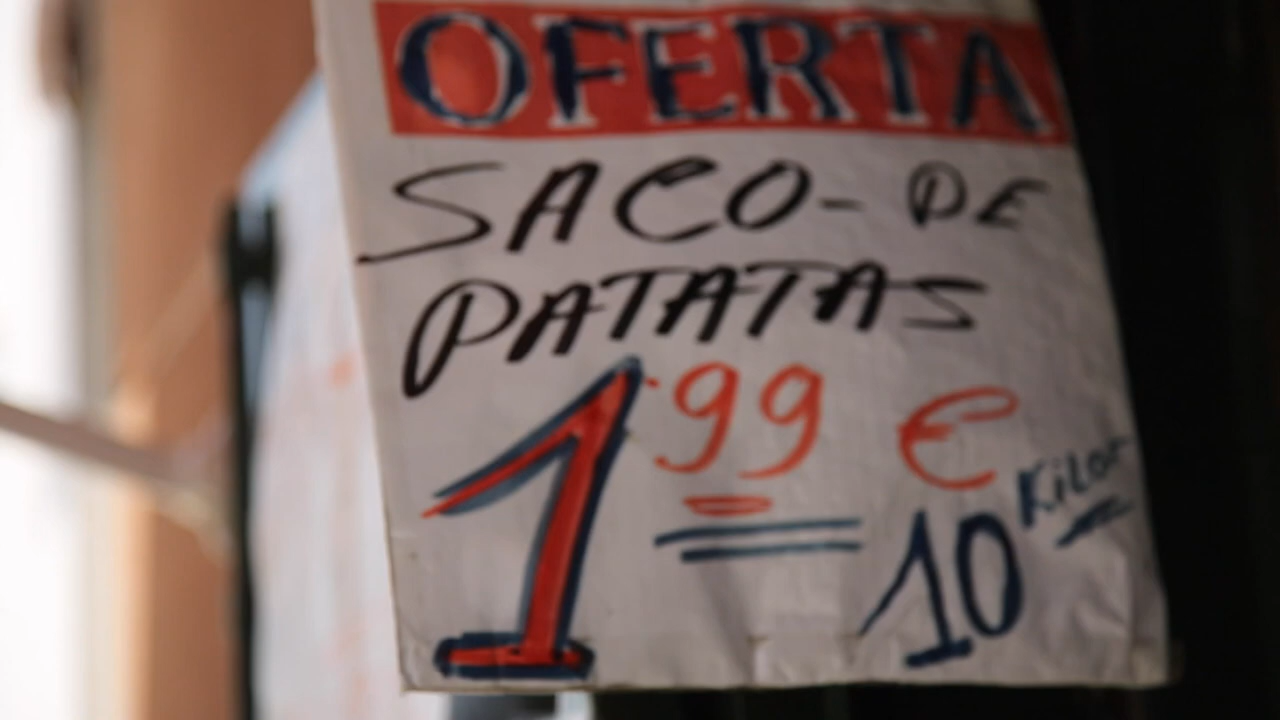 OFERTA
SACO- DE
PATATAS
1'99 €
10 Kilos